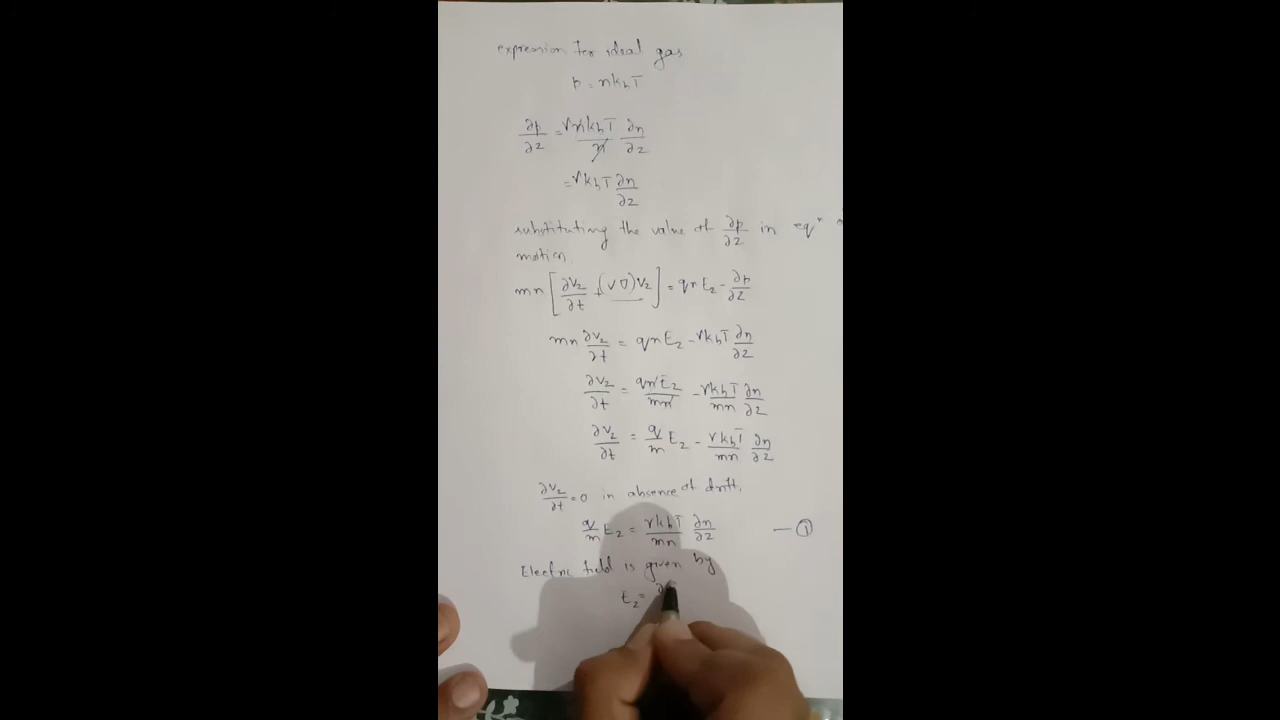 expression for ideal gas
p = nk_bT
∂p/∂z = γnk_bT/n ∂n/∂z
= γk_bT ∂n/∂z
substituting the value of ∂p/∂z in eqⁿ
motion.
mn[∂v_z/∂t + (v∇)v_z] = qnE_z - ∂p/∂z
mn ∂v_z/∂t = qnE_z - γk_bT ∂n/∂z
∂v_z/∂t = qnE_z/mn - γk_bT/mn ∂n/∂z
∂v_z/∂t = q/m E_z - γk_bT/mn ∂n/∂z
∂v_z/∂t = 0 in absence of drift.
q/m E_z = γk_bT/mn ∂n/∂z — ①
Electric field is given by
E_z = ∂